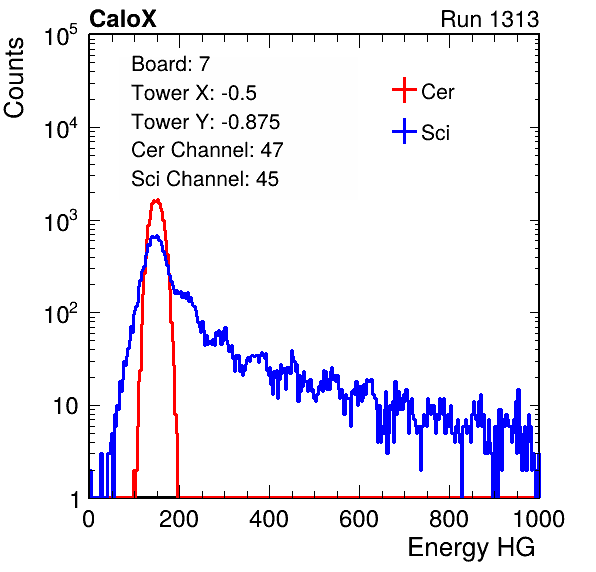 CaloX Run 1313
Counts
10^5
10^4
10^3
10^2
10
1
Board: 7
Tower X: -0.5
Tower Y: -0.875
Cer Channel: 47
Sci Channel: 45
Cer
Sci
0 200 400 600 800 1000
Energy HG